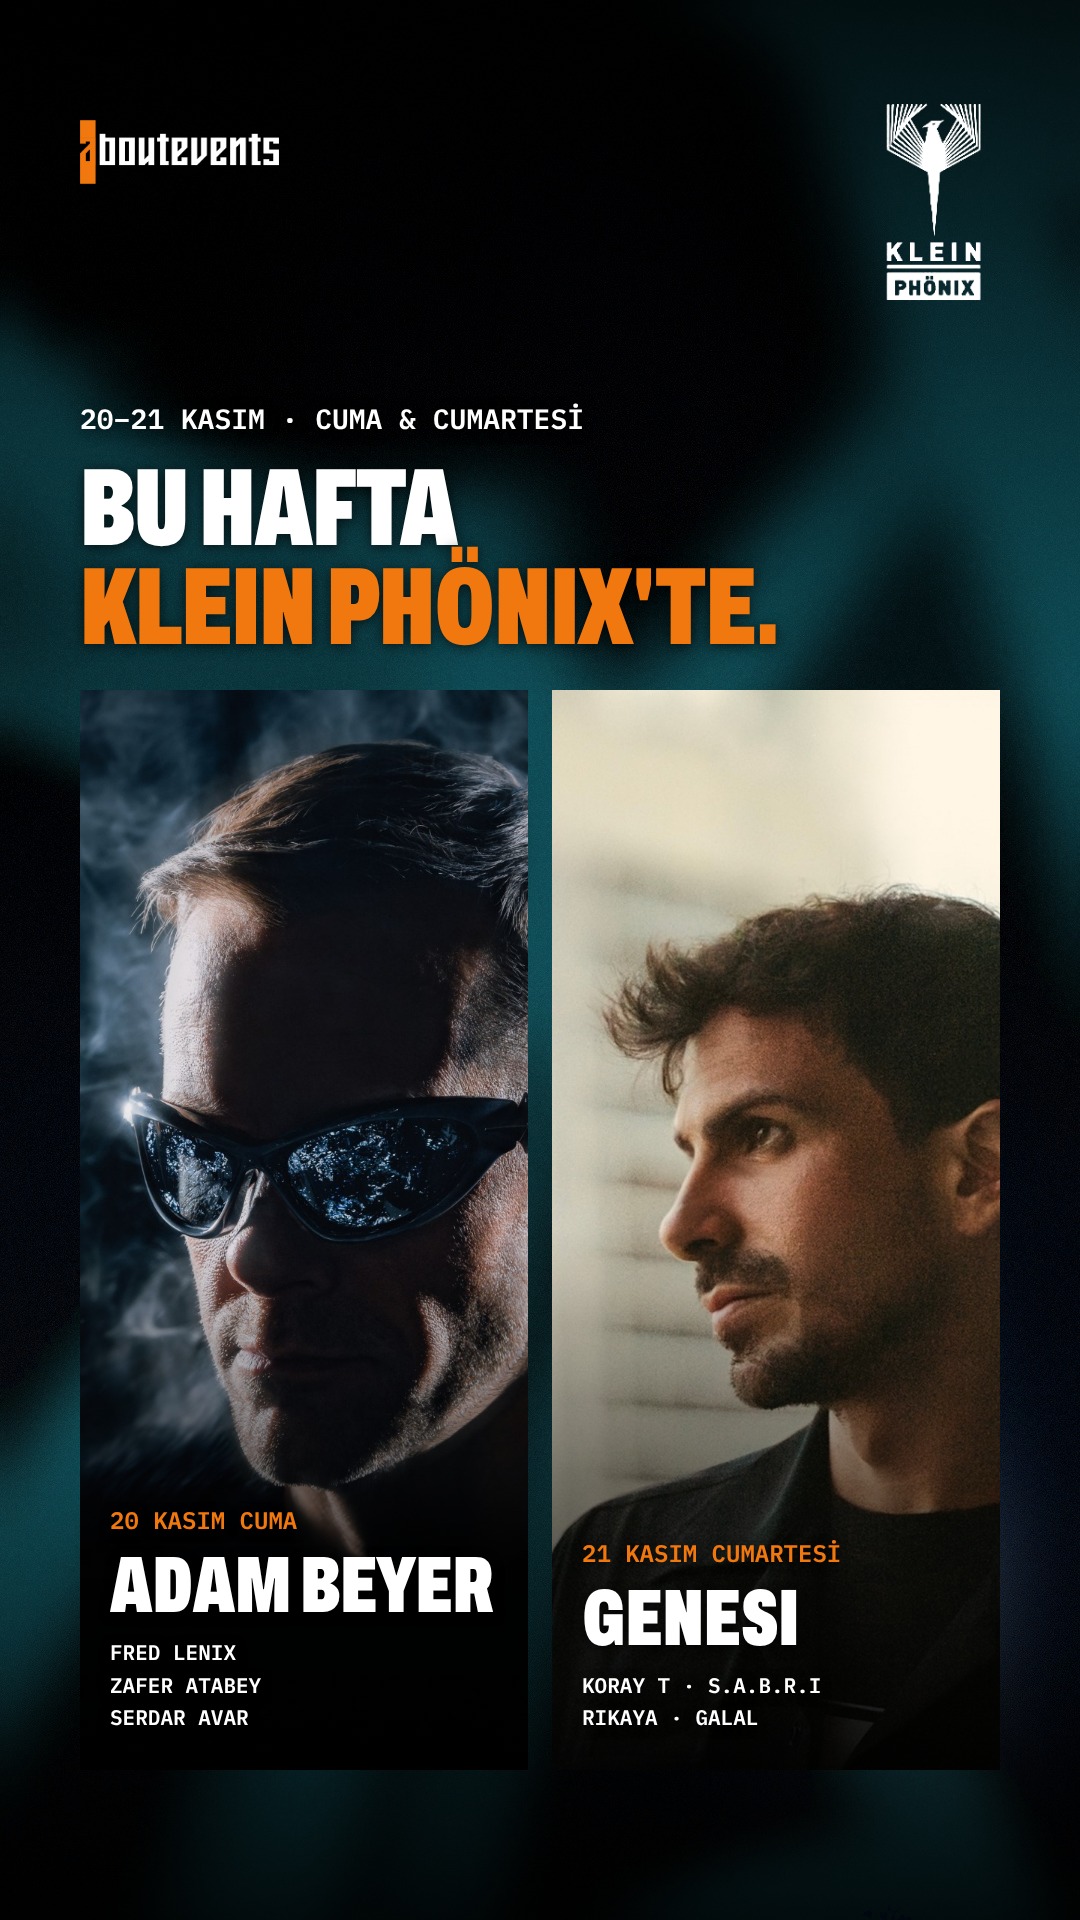 aboutevents
KLEIN
PHÖNIX
20–21 KASIM · CUMA & CUMARTESİ
BU HAFTA
KLEIN PHÖNIX'TE.
20 KASIM CUMA
ADAM BEYER
FRED LENIX
ZAFER ATABEY
SERDAR AVAR
21 KASIM CUMARTESİ
GENESI
KORAY T · S.A.B.R.I
RIKAYA · GALAL